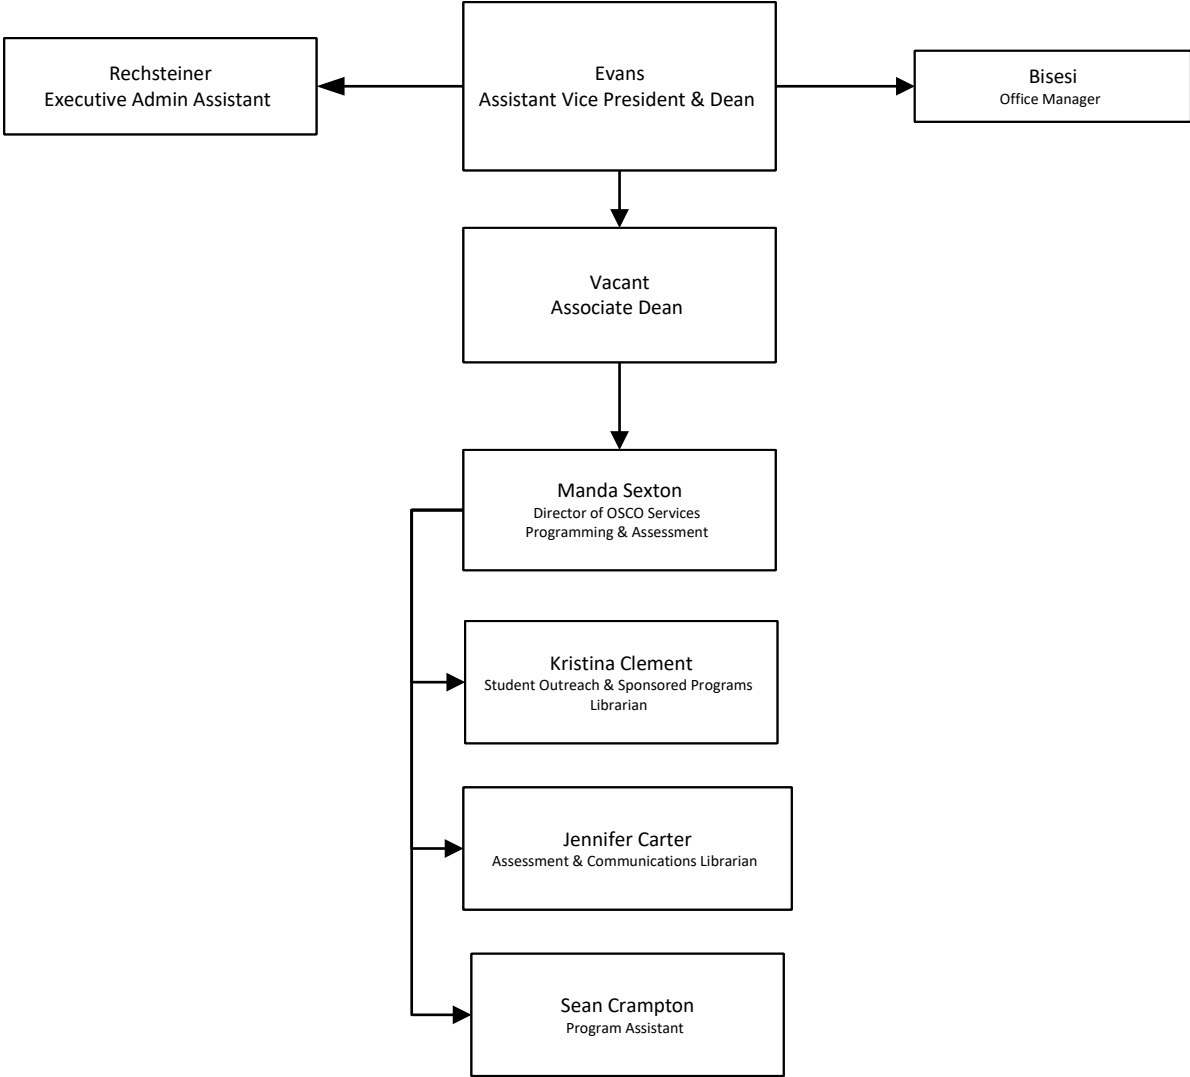 Rechsteiner
Executive Admin Assistant
Evans
Assistant Vice President & Dean
Bisesi
Office Manager
Vacant
Associate Dean
Manda Sexton
Director of OSCO Services
Programming & Assessment
Kristina Clement
Student Outreach & Sponsored Programs
Librarian
Jennifer Carter
Assessment & Communications Librarian
Sean Crampton
Program Assistant